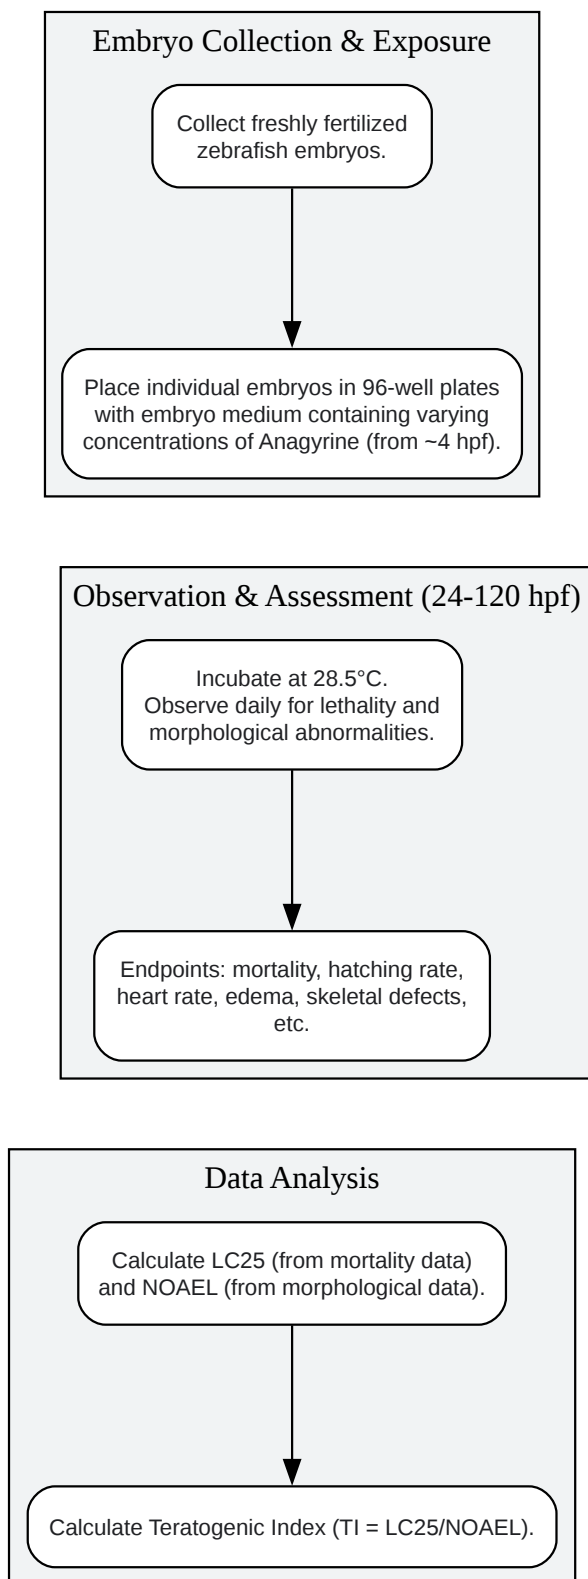 Embryo Collection & Exposure
Collect freshly fertilized
zebrafish embryos.
Place individual embryos in 96-well plates
with embryo medium containing varying
concentrations of Anagyrine (from ~4 hpf).
Observation & Assessment (24-120 hpf)
Incubate at 28.5°C.
Observe daily for lethality and
morphological abnormalities.
Endpoints: mortality, hatching rate,
heart rate, edema, skeletal defects,
etc.
Data Analysis
Calculate LC25 (from mortality data)
and NOAEL (from morphological data).
Calculate Teratogenic Index (TI = LC25/NOAEL).